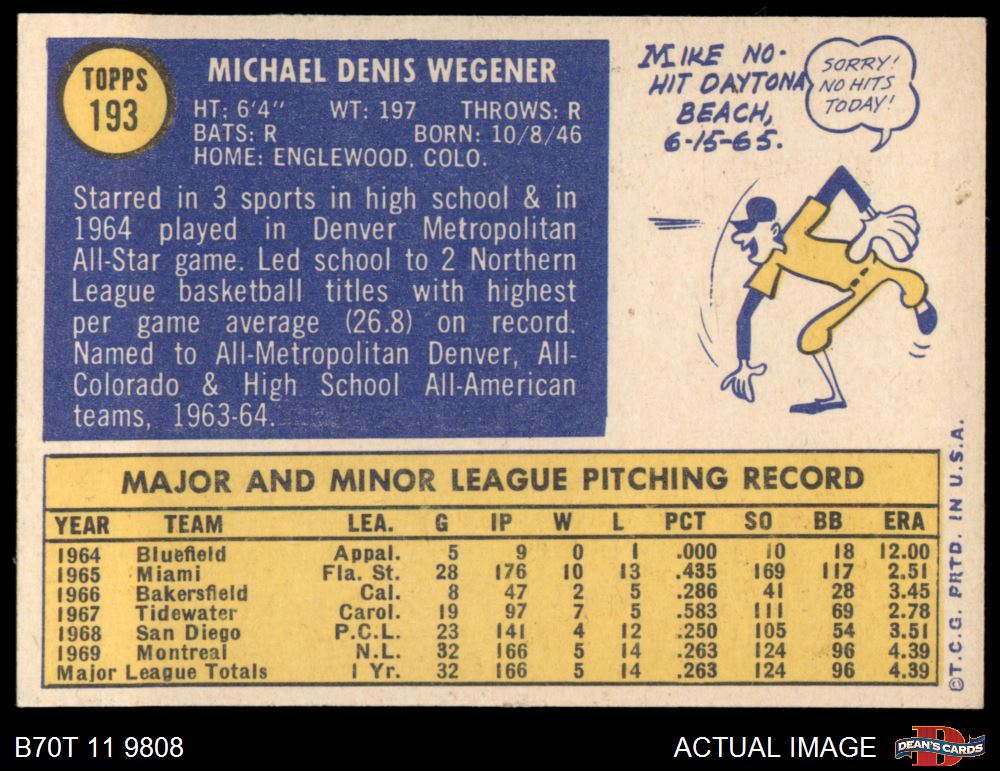 TOPPS
193
MICHAEL DENIS WEGENER
HT: 6'4" WT: 197 THROWS: R
BATS: R BORN: 10/8/46
HOME: ENGLEWOOD, COLO.
Starred in 3 sports in high school & in
1964 played in Denver Metropolitan
All-Star game. Led school to 2 Northern
League basketball titles with highest
per game average (26.8) on record.
Named to All-Metropolitan Denver, All-
Colorado & High School All-American
teams, 1963-64.
MIKE NO-
HIT DAYTONA
BEACH,
6-15-65.
SORRY!
NO HITS
TODAY!
MAJOR AND MINOR LEAGUE PITCHING RECORD
YEAR TEAM LEA. G IP W L PCT SO BB ERA
1964 Bluefield Appal. 5 9 0 1 .000 10 18 12.00
1965 Miami Fla. St. 28 176 10 13 .435 169 117 2.51
1966 Bakersfield Cal. 8 47 2 5 .286 41 28 3.45
1967 Tidewater Carol. 19 97 7 5 .583 111 69 2.78
1968 San Diego P.C.L. 23 141 4 12 .250 105 54 3.51
1969 Montreal N.L. 32 166 5 14 .263 124 96 4.39
Major League Totals 1 Yr. 32 166 5 14 .263 124 96 4.39
©T.C.G. PRTD. IN U.S.A.
B70T 11 9808
ACTUAL IMAGE
D
DEAN'S CARDS